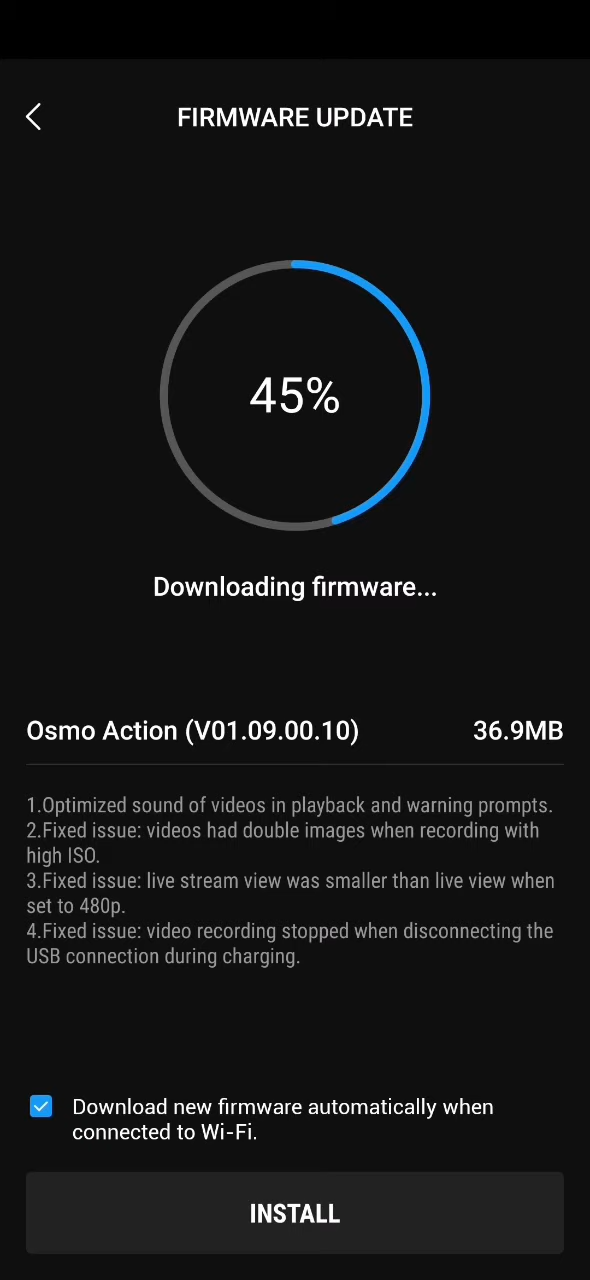 FIRMWARE UPDATE
45%
Downloading firmware...
Osmo Action (V01.09.00.10) 36.9MB
1.Optimized sound of videos in playback and warning prompts.
2.Fixed issue: videos had double images when recording with
high ISO.
3.Fixed issue: live stream view was smaller than live view when
set to 480p.
4.Fixed issue: video recording stopped when disconnecting the
USB connection during charging.
Download new firmware automatically when
connected to Wi-Fi.
INSTALL